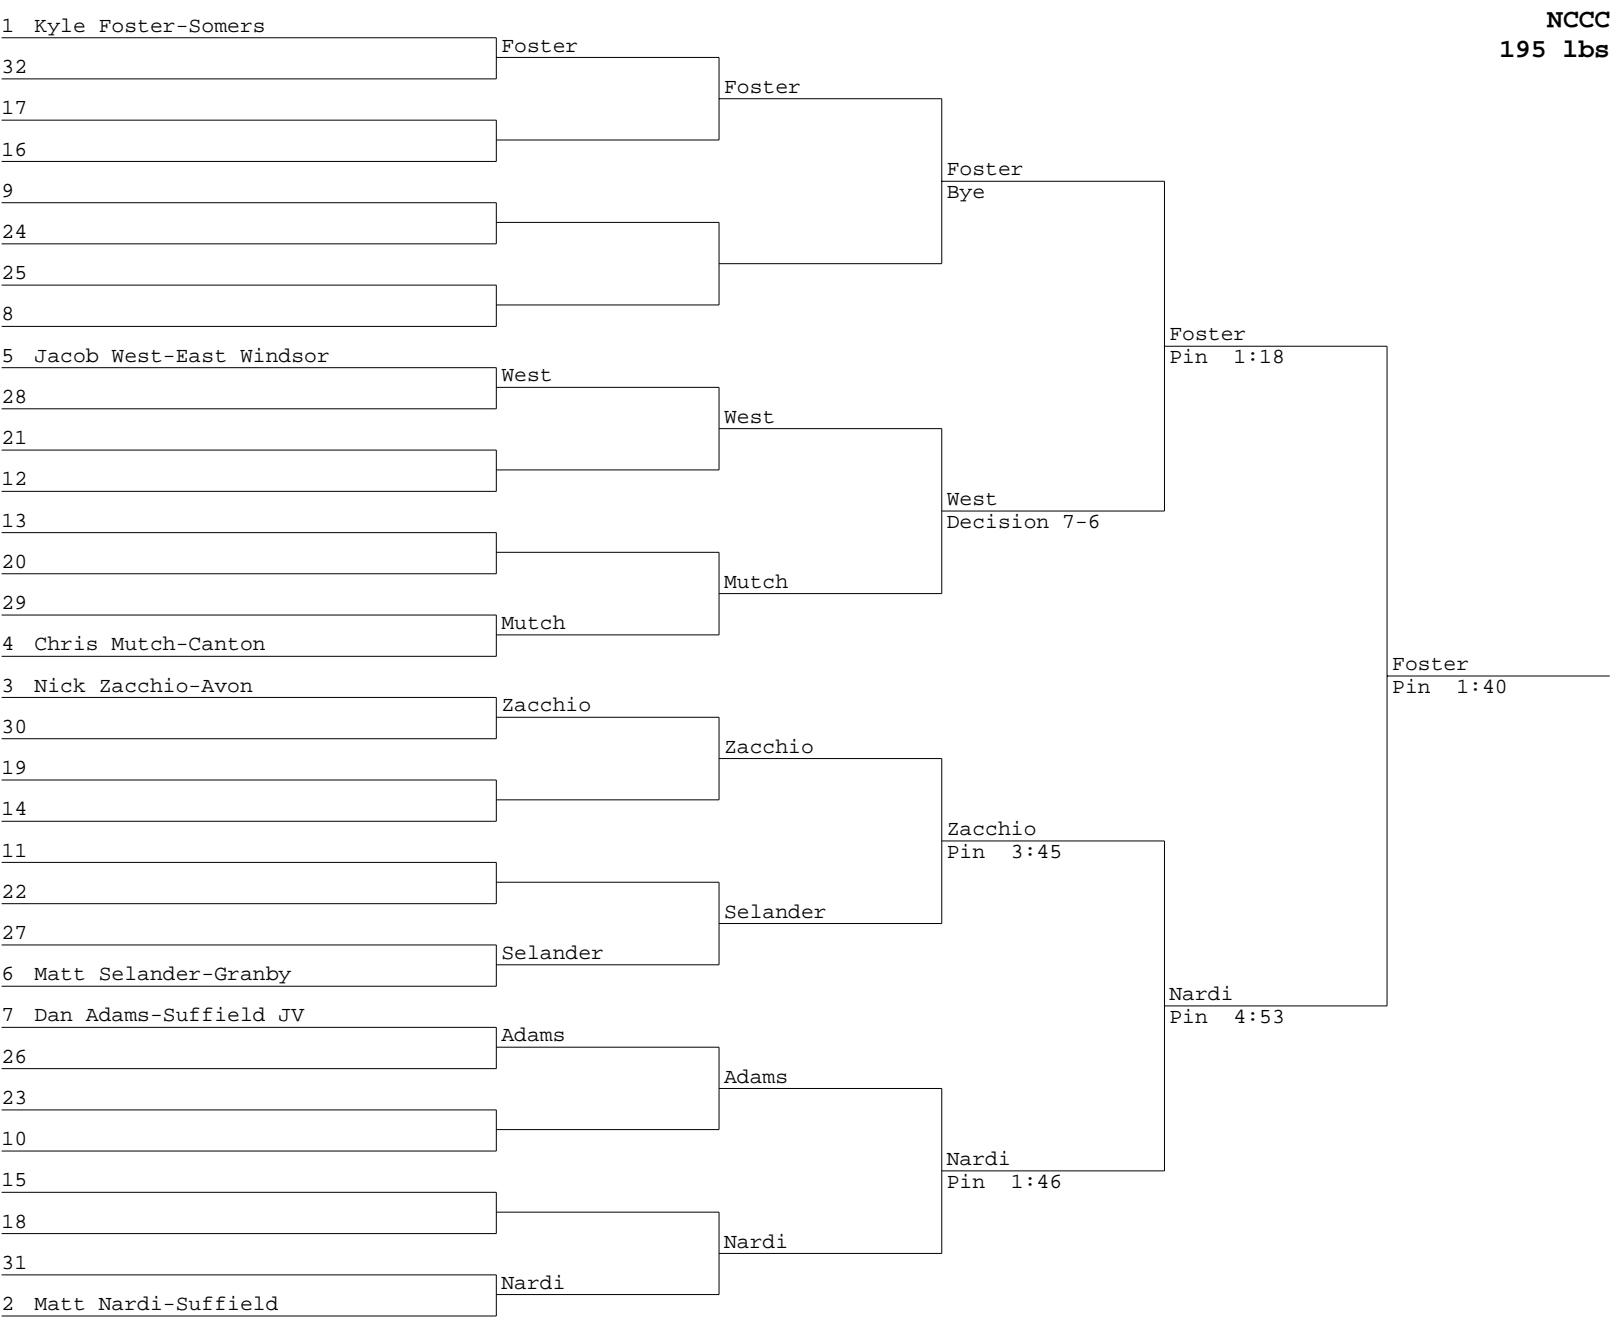 NCCC
195 lbs
1 Kyle Foster-Somers
Foster
32
Foster
17
16
Foster
9
Bye
24
25
8
Foster
5 Jacob West-East Windsor
Pin 1:18
West
28
West
21
12
West
13
Decision 7-6
20
Mutch
29
Mutch
4 Chris Mutch-Canton
Foster
3 Nick Zacchio-Avon
Pin 1:40
Zacchio
30
Zacchio
19
14
Zacchio
11
Pin 3:45
22
Selander
27
Selander
6 Matt Selander-Granby
Nardi
7 Dan Adams-Suffield JV
Pin 4:53
Adams
26
Adams
23
10
Nardi
15
Pin 1:46
18
Nardi
31
Nardi
2 Matt Nardi-Suffield